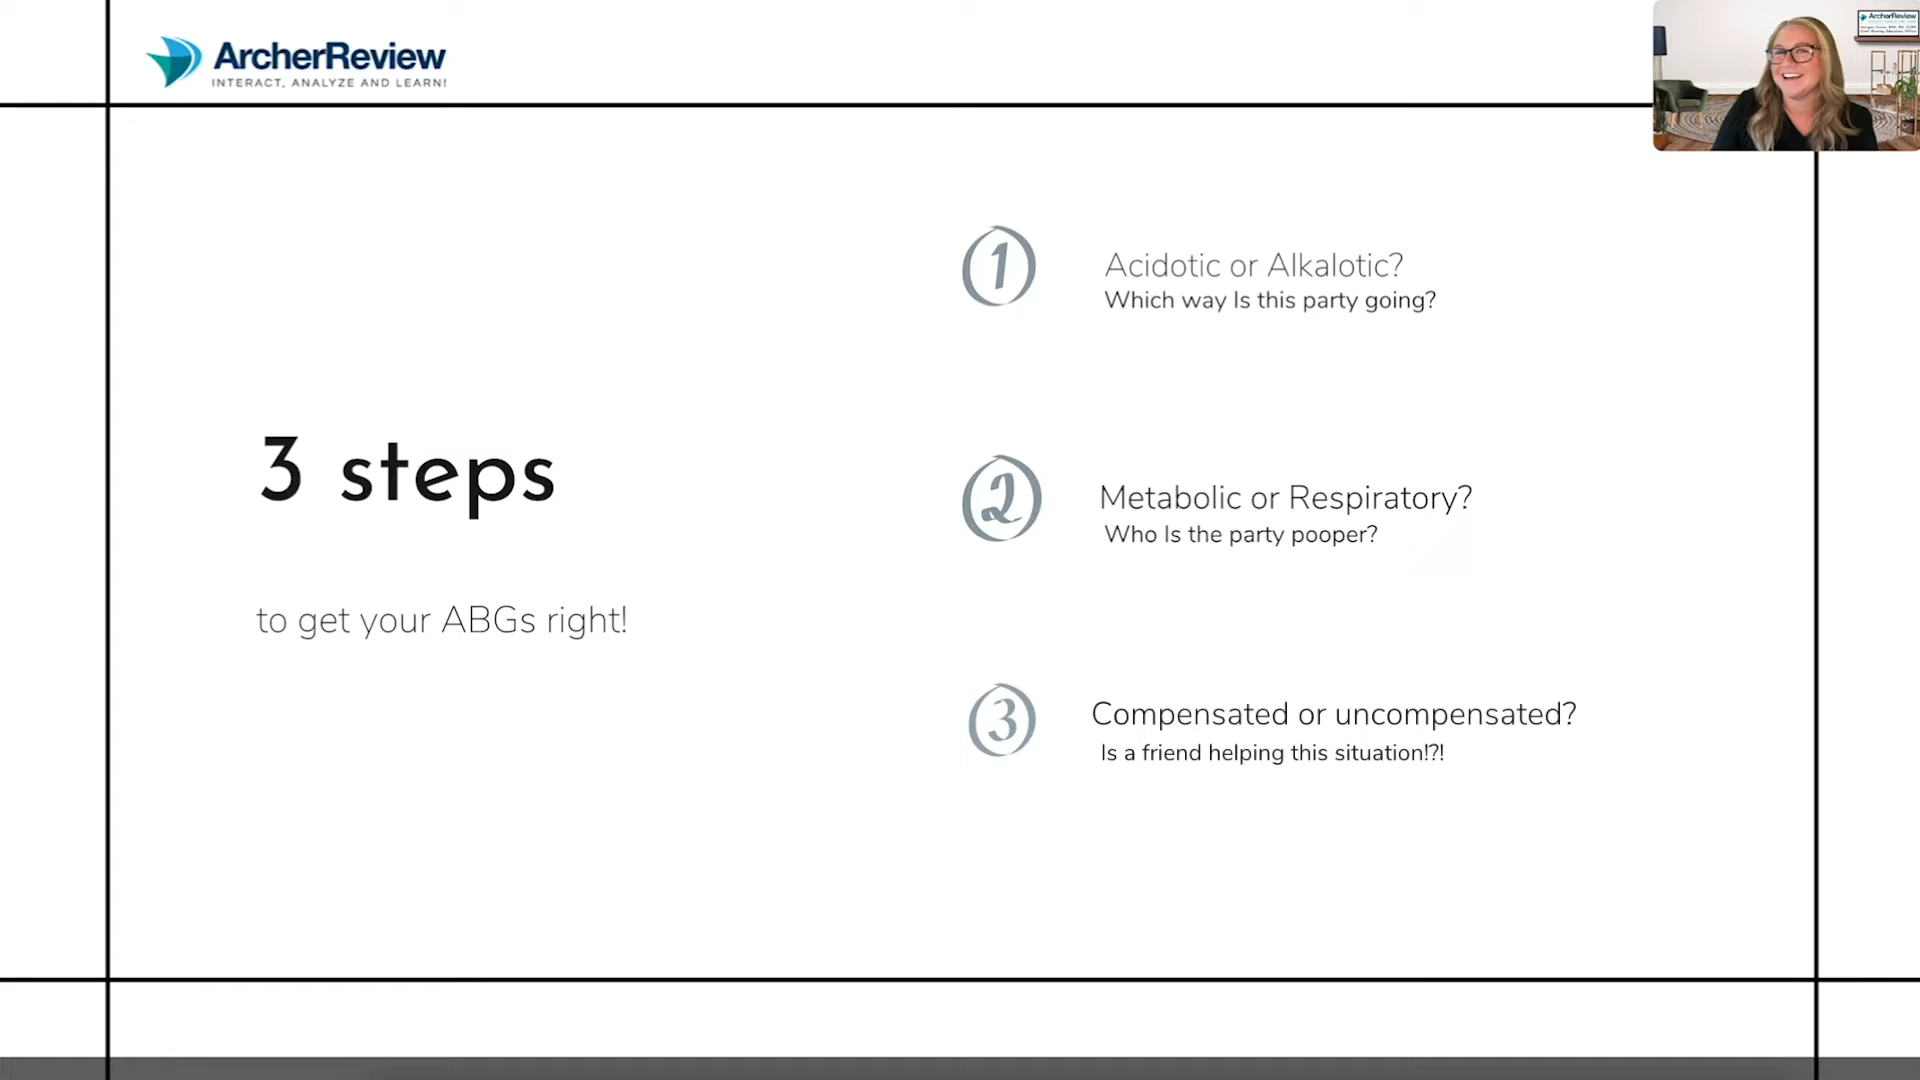 ArcherReview
INTERACT, ANALYZE AND LEARN!
ArcherReview
3 steps
to get your ABGs right!
1
Acidotic or Alkalotic?
Which way Is this party going?
2
Metabolic or Respiratory?
Who Is the party pooper?
3
Compensated or uncompensated?
Is a friend helping this situation!?!